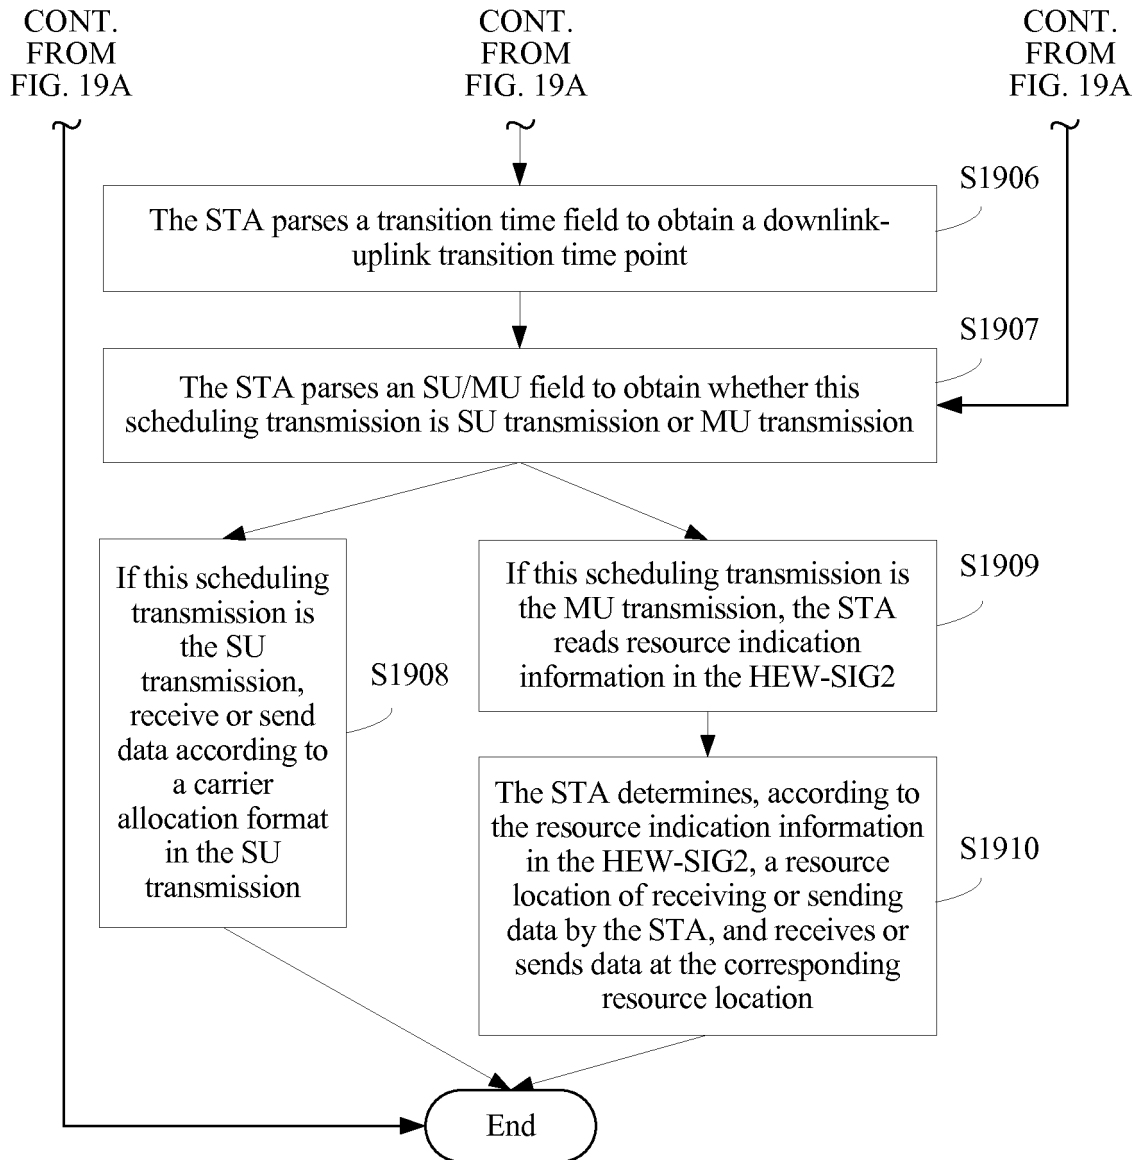 CONT.
FROM
FIG. 19A
CONT.
FROM
FIG. 19A
CONT.
FROM
FIG. 19A
S1906
The STA parses a transition time field to obtain a downlink-
uplink transition time point
S1907
The STA parses an SU/MU field to obtain whether this
scheduling transmission is SU transmission or MU transmission
If this scheduling
transmission is
the SU
transmission,
receive or send
data according to
a carrier
allocation format
in the SU
transmission
S1908
If this scheduling transmission is
the MU transmission, the STA
reads resource indication
information in the HEW-SIG2
S1909
The STA determines, according to
the resource indication information
in the HEW-SIG2, a resource
location of receiving or sending
data by the STA, and receives or
sends data at the corresponding
resource location
S1910
End